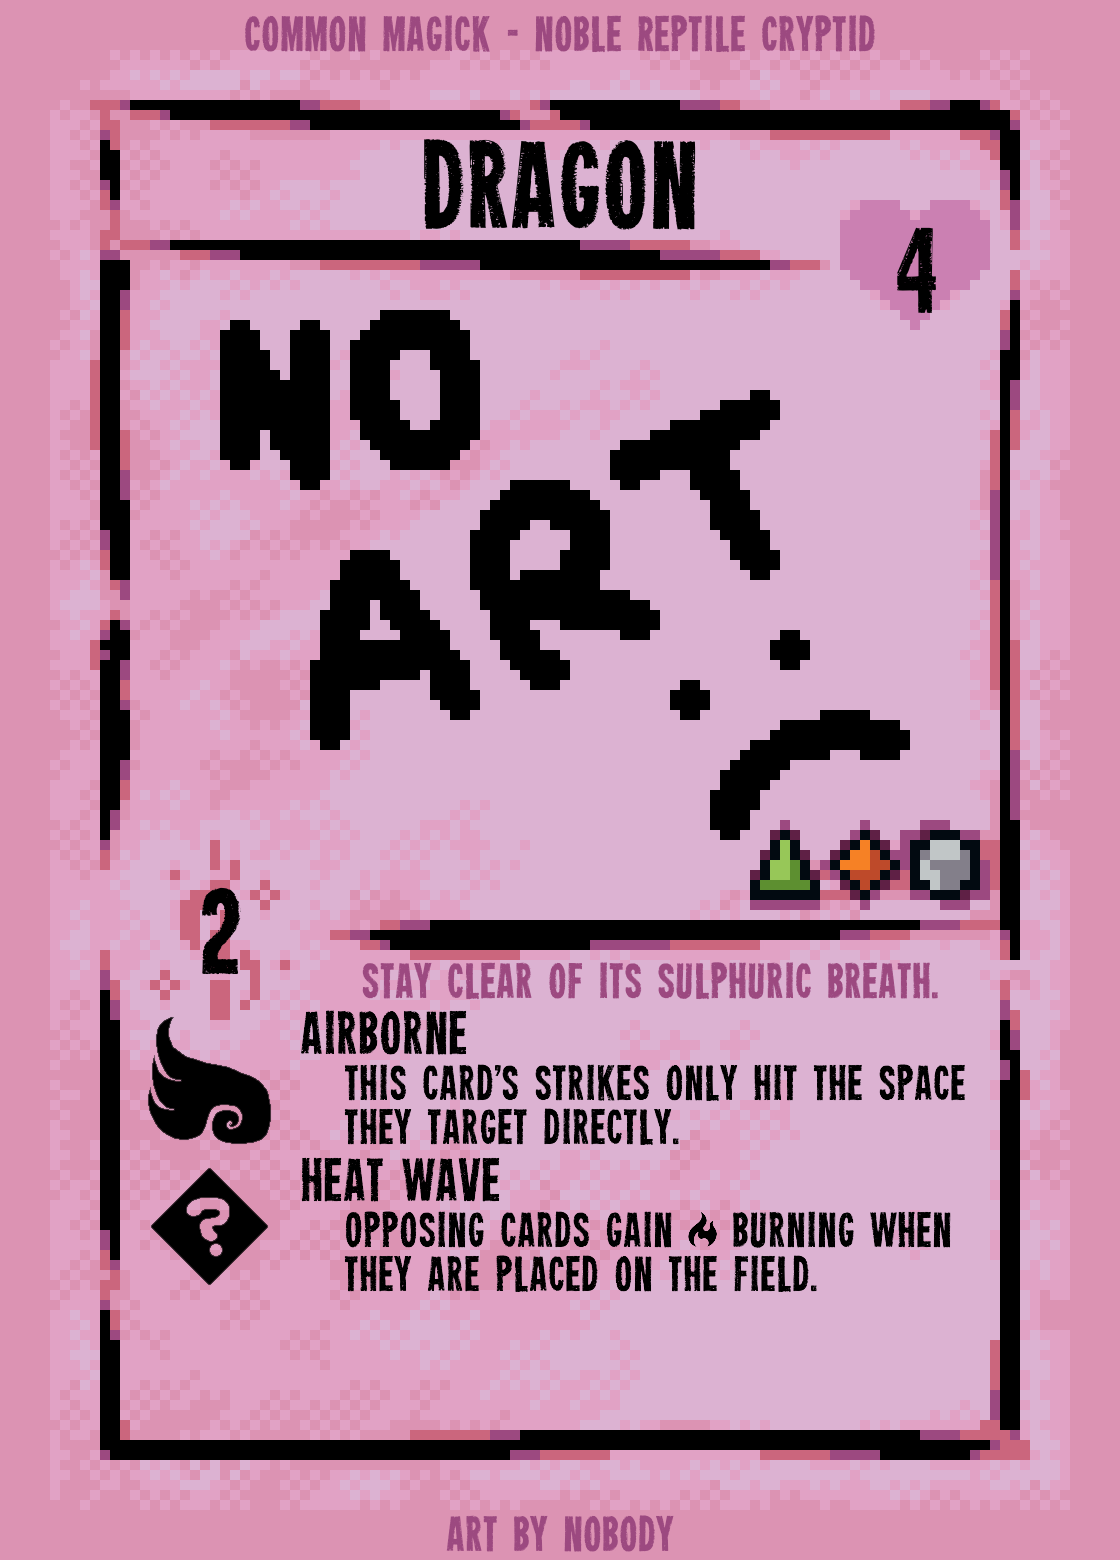 COMMON MAGICK - NOBLE REPTILE CRYPTID
DRAGON
4
NO
ART
:(
2
STAY CLEAR OF ITS SULPHURIC BREATH.
AIRBORNE
THIS CARD'S STRIKES ONLY HIT THE SPACE
THEY TARGET DIRECTLY.
?
HEAT WAVE
OPPOSING CARDS GAIN BURNING WHEN
THEY ARE PLACED ON THE FIELD.
ART BY NOBODY